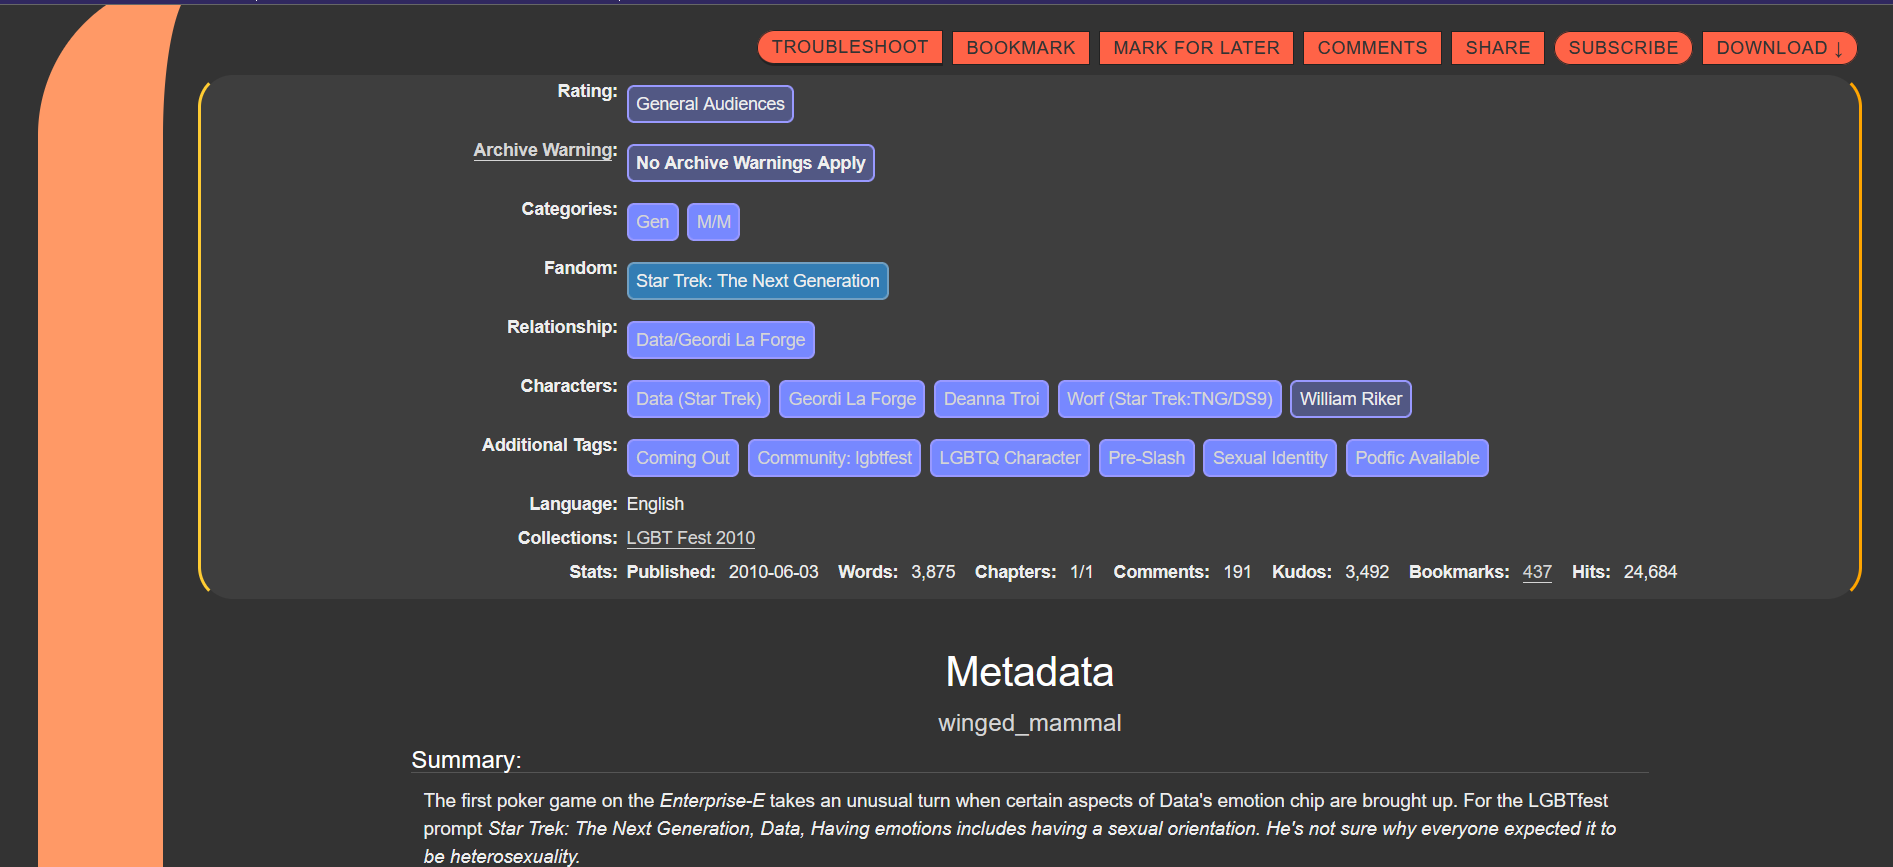 TROUBLESHOOT BOOKMARK MARK FOR LATER COMMENTS SHARE SUBSCRIBE DOWNLOAD ↓
Rating: General Audiences
Archive Warning: No Archive Warnings Apply
Categories: Gen M/M
Fandom: Star Trek: The Next Generation
Relationship: Data/Geordi La Forge
Characters: Data (Star Trek) Geordi La Forge Deanna Troi Worf (Star Trek:TNG/DS9) William Riker
Additional Tags: Coming Out Community: lgbtfest LGBTQ Character Pre-Slash Sexual Identity Podfic Available
Language: English
Collections: LGBT Fest 2010
Stats: Published: 2010-06-03 Words: 3,875 Chapters: 1/1 Comments: 191 Kudos: 3,492 Bookmarks: 437 Hits: 24,684
Metadata
winged_mammal
Summary:
The first poker game on the Enterprise-E takes an unusual turn when certain aspects of Data's emotion chip are brought up. For the LGBTfest
prompt Star Trek: The Next Generation, Data, Having emotions includes having a sexual orientation. He's not sure why everyone expected it to
be heterosexuality.